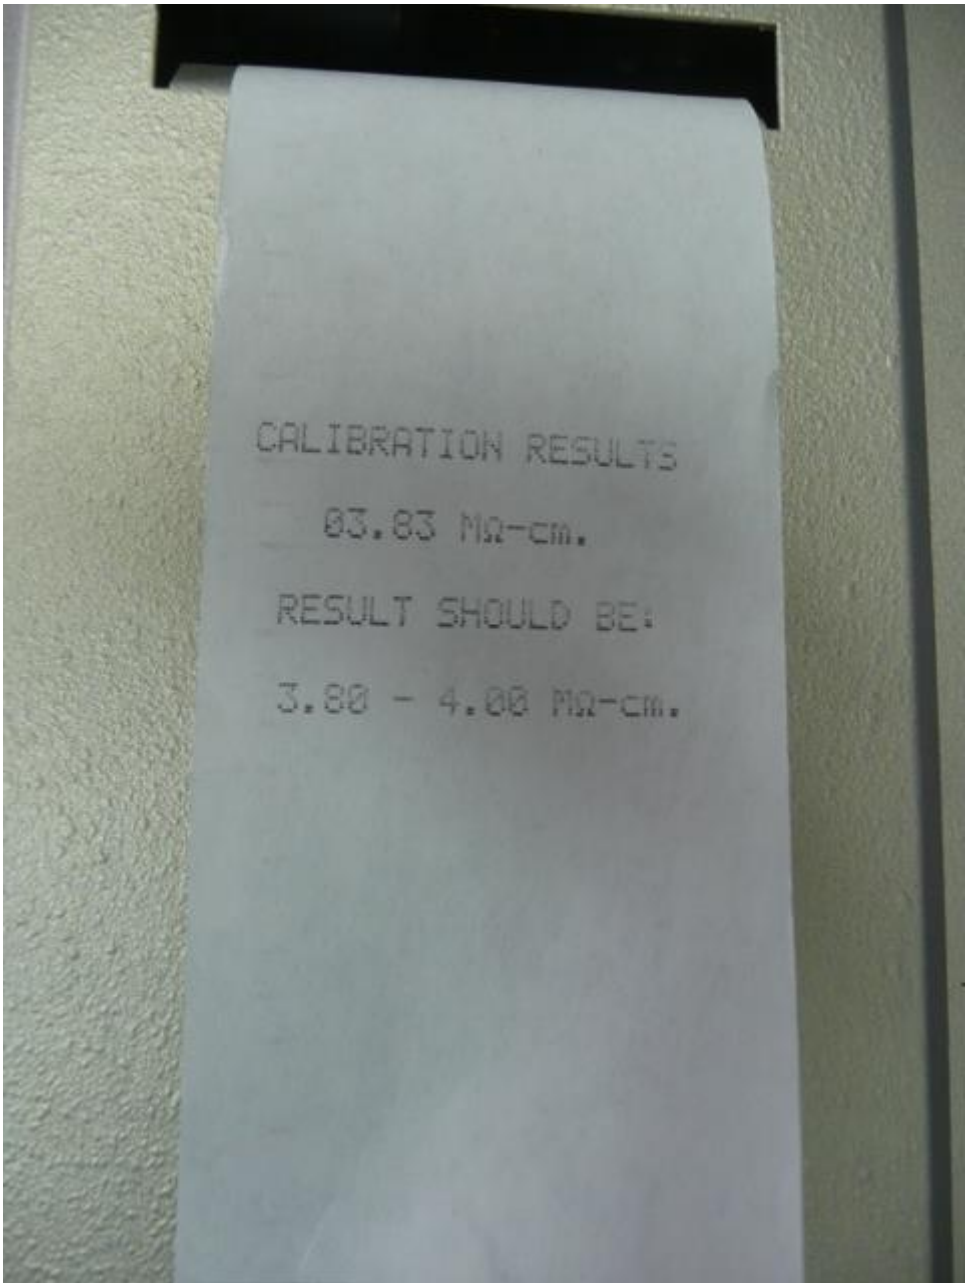 CALIBRATION RESULTS
03.83 MΩ-cm.
RESULT SHOULD BE:
3.80 - 4.00 MΩ-cm.